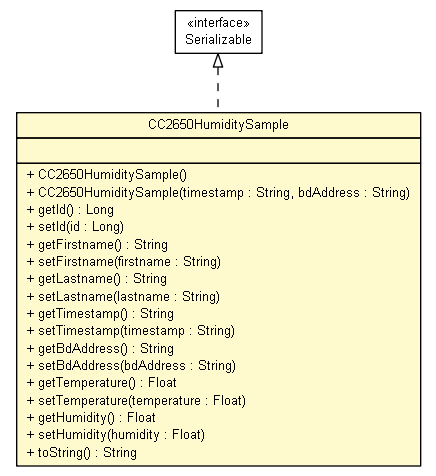 «interface»
Serializable
CC2650HumiditySample
+ CC2650HumiditySample()
+ CC2650HumiditySample(timestamp : String, bdAddress : String)
+ getId() : Long
+ setId(id : Long)
+ getFirstname() : String
+ setFirstname(firstname : String)
+ getLastname() : String
+ setLastname(lastname : String)
+ getTimestamp() : String
+ setTimestamp(timestamp : String)
+ getBdAddress() : String
+ setBdAddress(bdAddress : String)
+ getTemperature() : Float
+ setTemperature(temperature : Float)
+ getHumidity() : Float
+ setHumidity(humidity : Float)
+ toString() : String